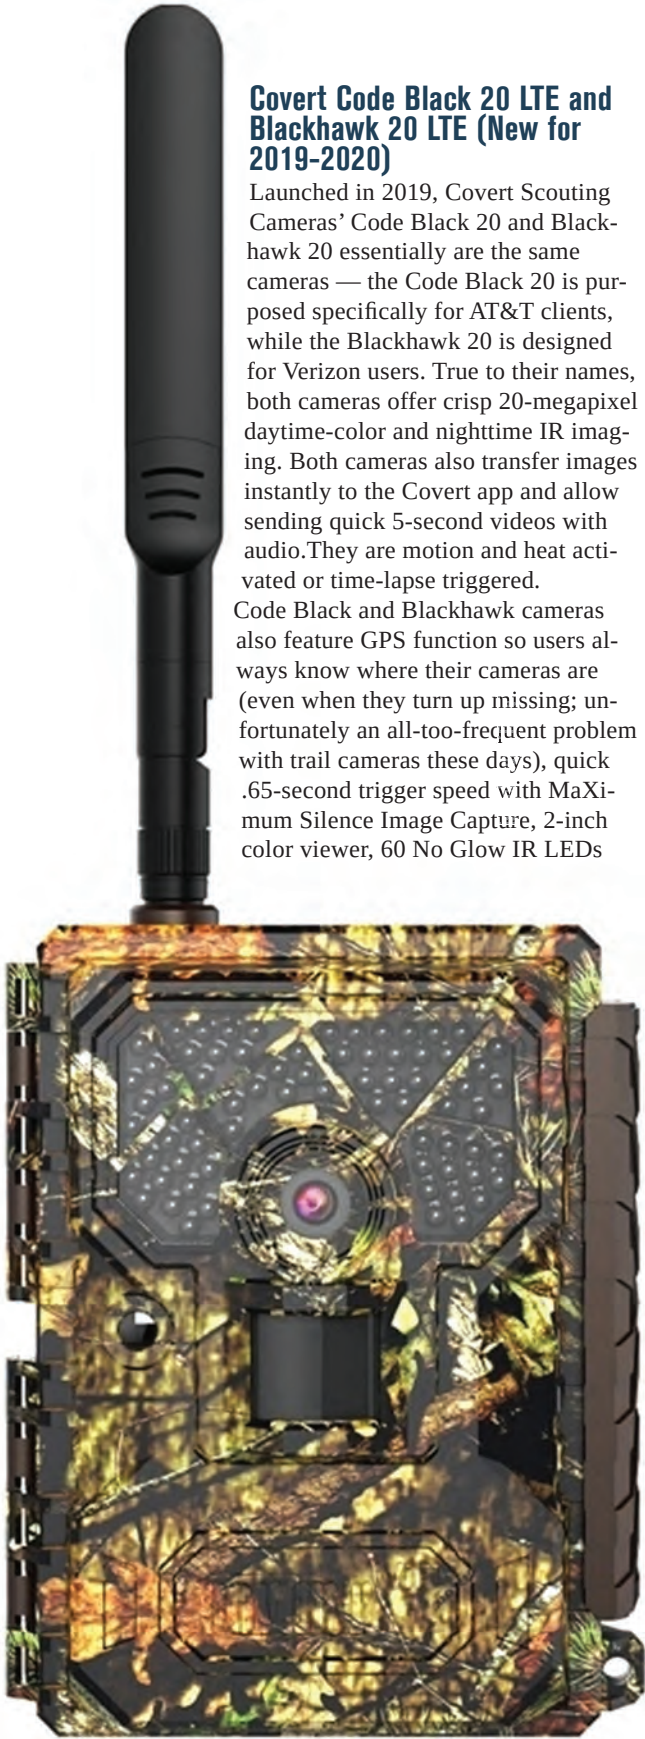 Covert Code Black 20 LTE and
Blackhawk 20 LTE (New for
2019-2020)
Launched in 2019, Covert Scouting
Cameras’ Code Black 20 and Black-
hawk 20 essentially are the same
cameras — the Code Black 20 is pur-
posed specifically for AT&T clients,
while the Blackhawk 20 is designed
for Verizon users. True to their names,
both cameras offer crisp 20-megapixel
daytime-color and nighttime IR imag-
ing. Both cameras also transfer images
instantly to the Covert app and allow
sending quick 5-second videos with
audio.They are motion and heat acti-
vated or time-lapse triggered.
Code Black and Blackhawk cameras
also feature GPS function so users al-
ways know where their cameras are
(even when they turn up missing; un-
fortunately an all-too-frequent problem
with trail cameras these days), quick
.65-second trigger speed with MaXi-
mum Silence Image Capture, 2-inch
color viewer, 60 No Glow IR LEDs